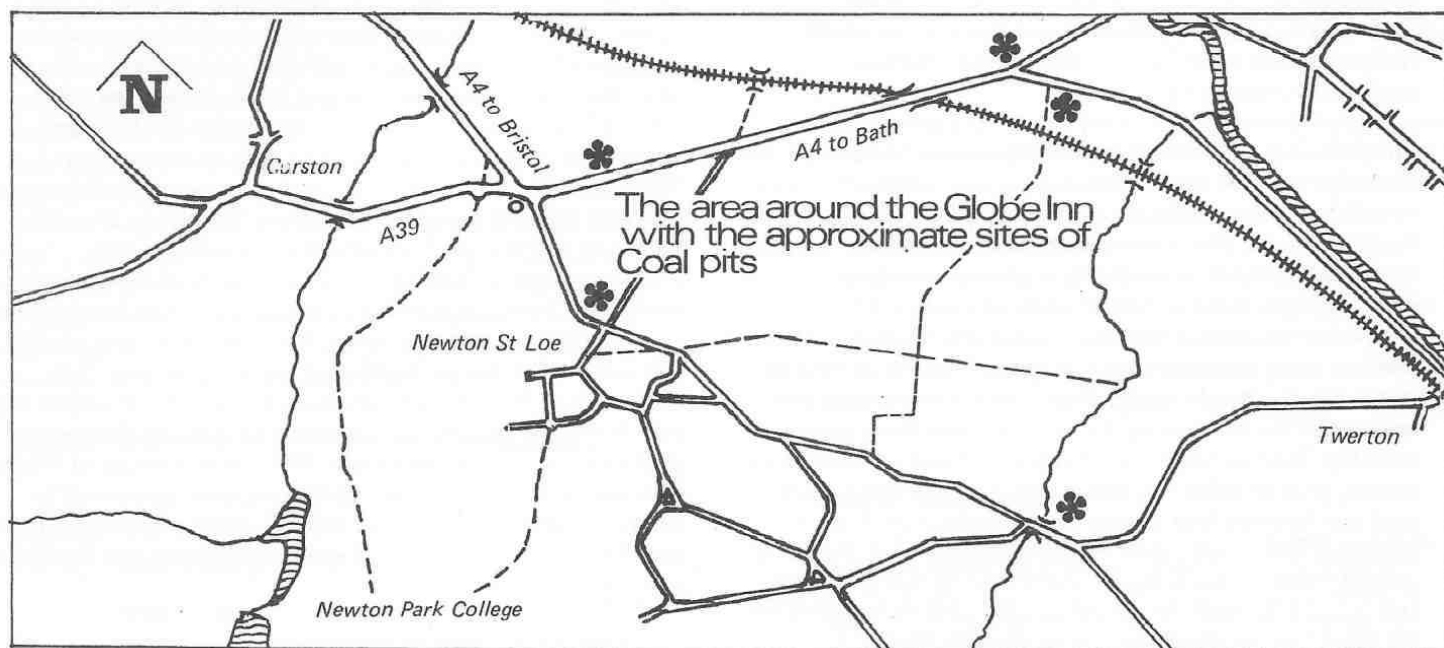 N
A4 to Bristol
Curston
A4 to Bath
A39
The area around the Globe Inn
with the approximate sites of
Coal pits
Newton St Loe
Twerton
Newton Park College